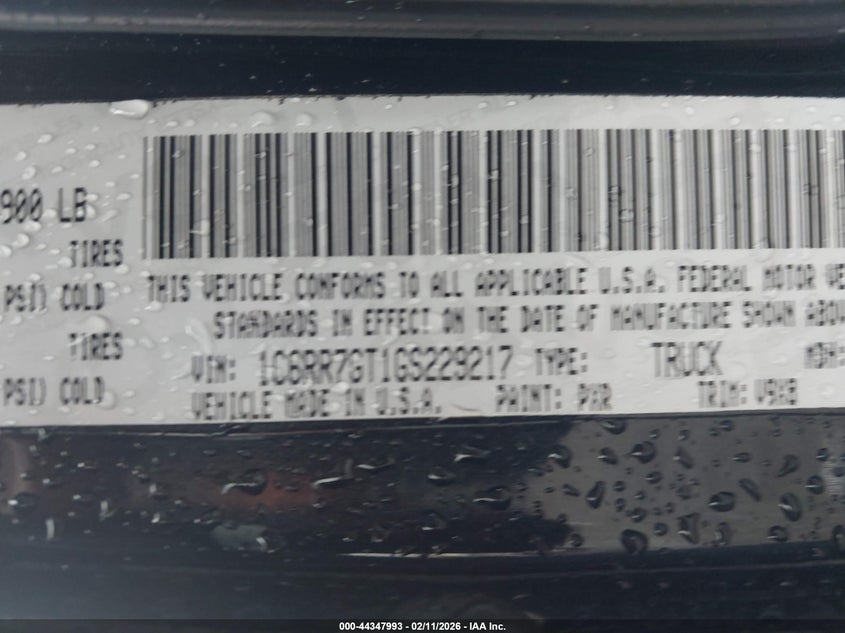 900 LB
TIRES
PSI) COLD
THIS VEHICLE CONFORMS TO ALL APPLICABLE U.S.A. FEDERAL MOTOR VE
STANDARDS IN EFFECT ON THE DATE OF MANUFACTURE SHOWN ABOV
TIRES
VIN: 1C6RR7GT1GS229217 TYPE: TRUCK MDH:
PSI) COLD
VEHICLE MADE IN U.S.A. PAINT: PXR TRIM:
000-44347993 - 02/11/2026 - IAA Inc.